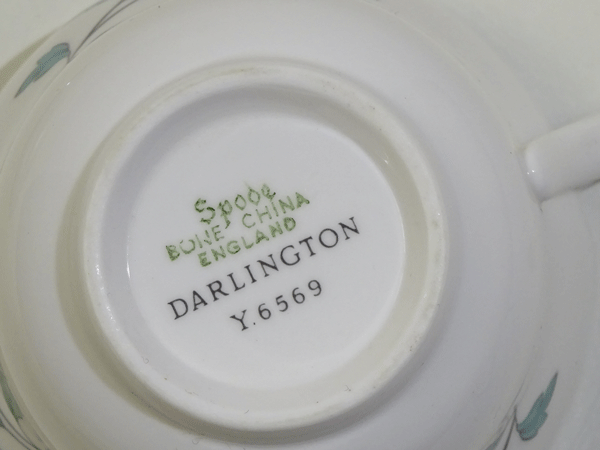 Spode
BONE CHINA
ENGLAND
DARLINGTON
Y.6569